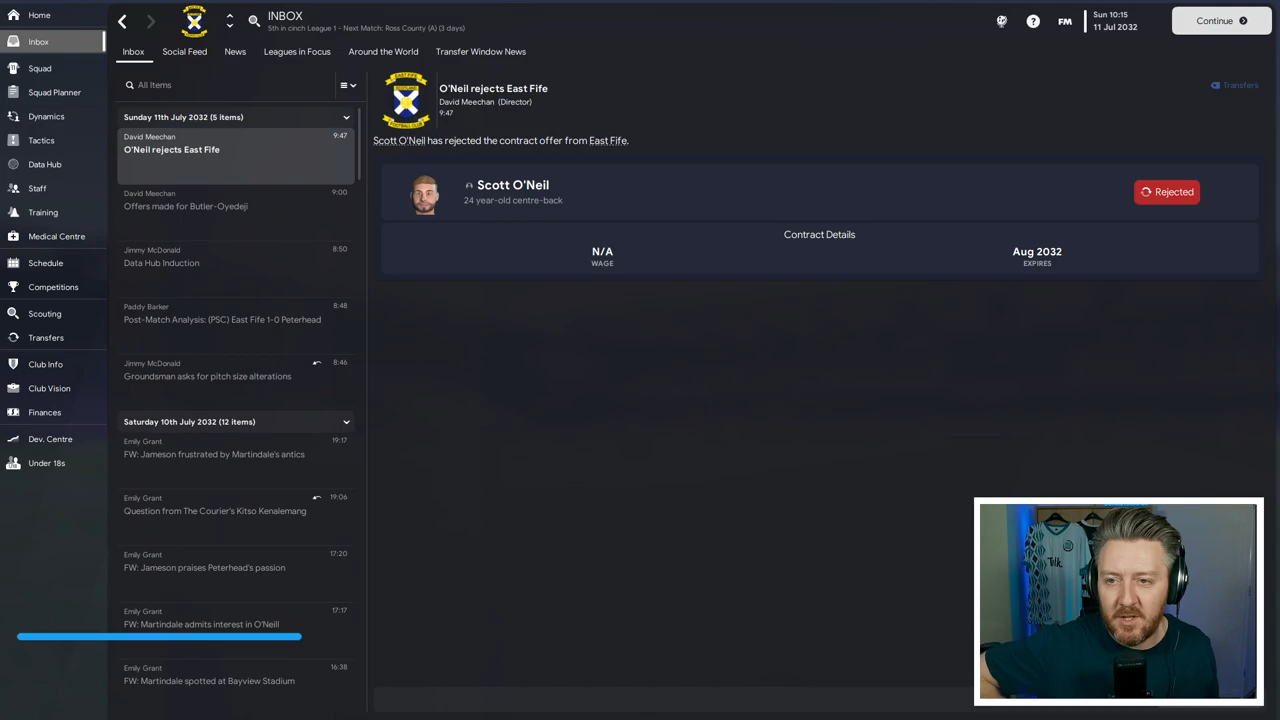 Home
Inbox
Squad
Squad Planner
Dynamics
Tactics
Data Hub
Staff
Training
Medical Centre
Schedule
Competitions
Scouting
Transfers
Club Info
Club Vision
Finances
Dev. Centre
Under 18s
INBOX
5th in cinch League 1 - Next Match: Ross County (A) (3 days)
FM
Sun 10:15
11 Jul 2032
Continue
Inbox
Social Feed
News
Leagues in Focus
Around the World
Transfer Window News
All Items
Sunday 11th July 2032 (5 items)
David Meechan
9:47
O'Neil rejects East Fife
David Meechan
9:00
Offers made for Butler-Oyedeji
Jimmy McDonald
8:50
Data Hub Induction
Paddy Barker
8:48
Post-Match Analysis: (PSC) East Fife 1-0 Peterhead
Jimmy McDonald
8:46
Groundsman asks for pitch size alterations
Saturday 10th July 2032 (12 items)
Emily Grant
19:17
FW: Jameson frustrated by Martindale's antics
Emily Grant
19:06
Question from The Courier's Kitso Kenalemang
Emily Grant
17:20
FW: Jameson praises Peterhead's passion
Emily Grant
17:17
FW: Martindale admits interest in O'Neill
Emily Grant
16:38
FW: Martindale spotted at Bayview Stadium
O'Neil rejects East Fife
David Meechan (Director)
9:47
Transfers
Scott O'Neil has rejected the contract offer from East Fife.
Scott O'Neil
24 year-old centre-back
Rejected
Contract Details
N/A
WAGE
Aug 2032
EXPIRES